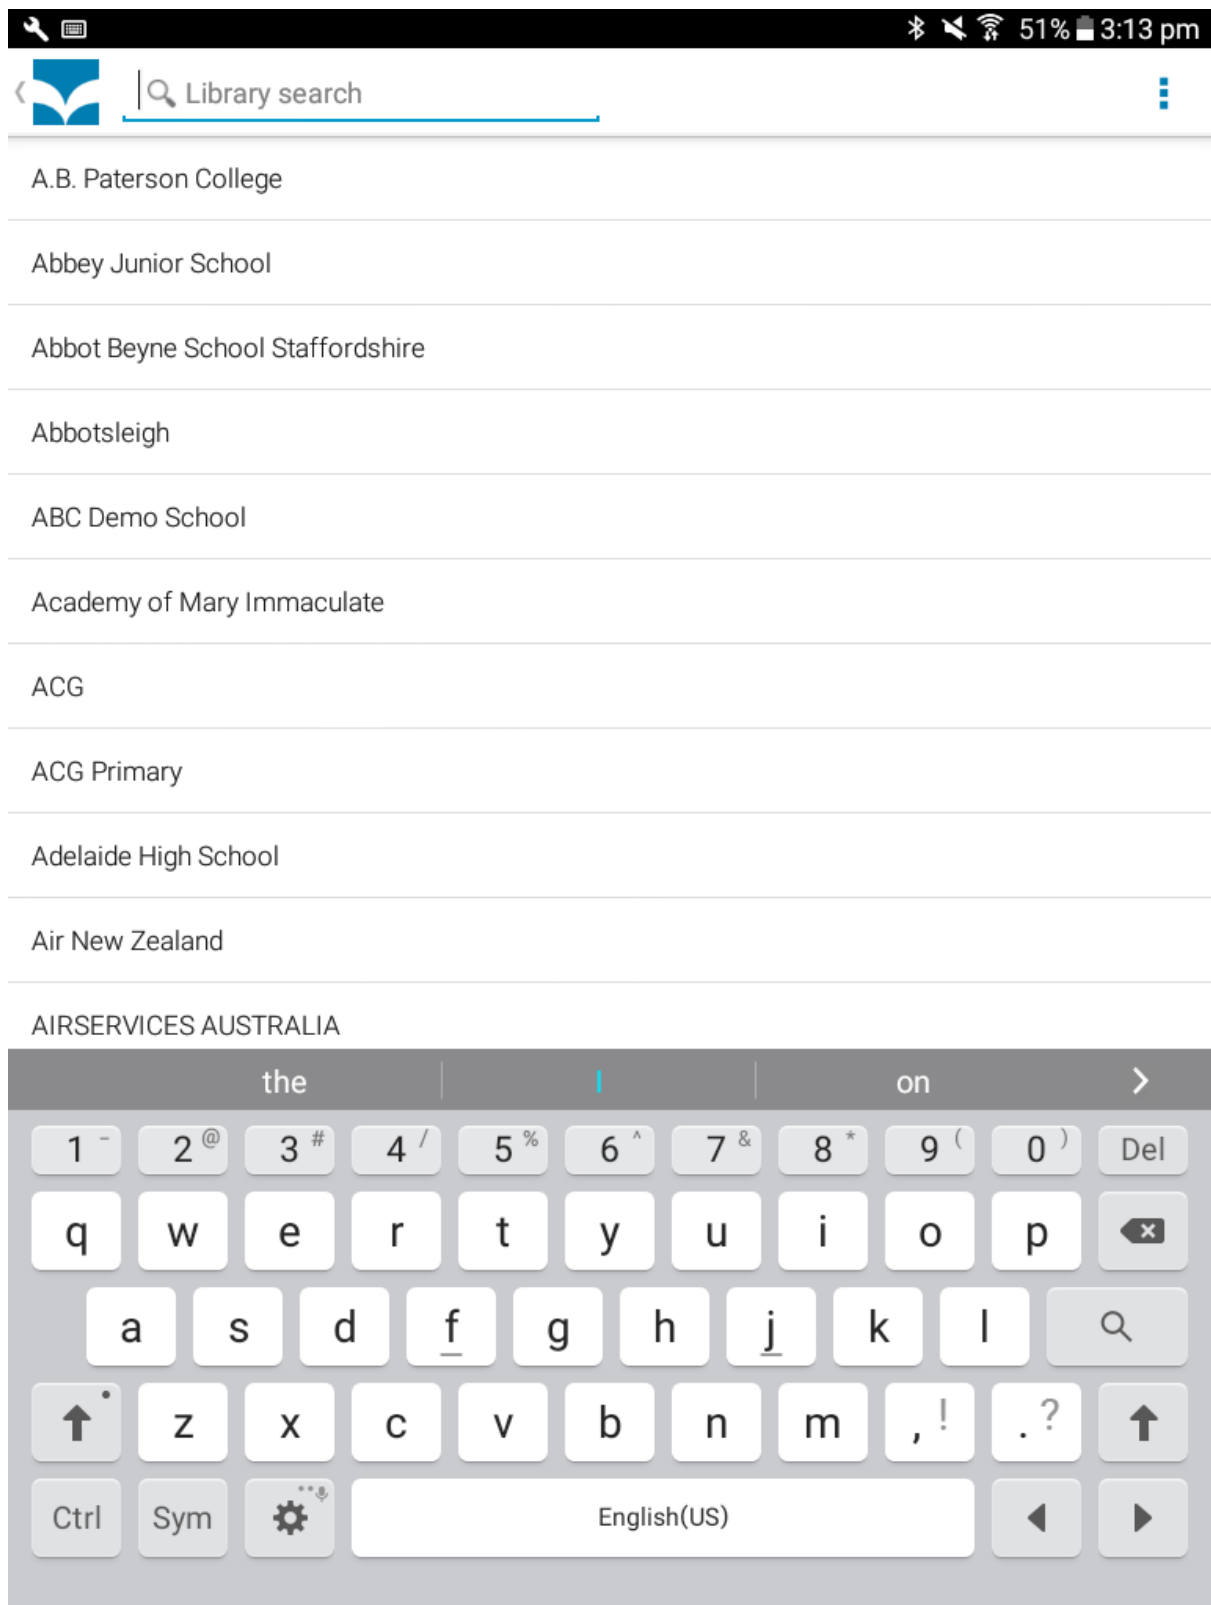 51% 3:13 pm
Library search
A.B. Paterson College
Abbey Junior School
Abbot Beyne School Staffordshire
Abbotsleigh
ABC Demo School
Academy of Mary Immaculate
ACG
ACG Primary
Adelaide High School
Air New Zealand
AIRSERVICES AUSTRALIA
the I on
1 - 2 @ 3 # 4 / 5 % 6 ^ 7 & 8 * 9 ( 0 ) Del
q w e r t y u i o p
a s d f g h j k l
z x c v b n m , ! . ?
Ctrl Sym English(US)